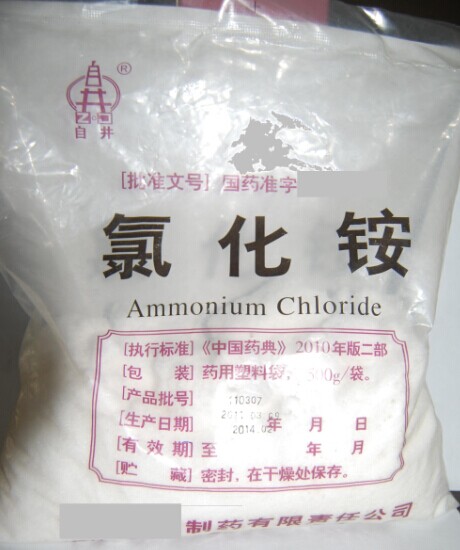 ®
Z
自井
[批准文号] 国药准字
氯化铵
Ammonium Chloride
[执行标准]《中国药典》2010年版二部
[包 装] 药用塑料袋, 500g/袋。
[产品批号] 110307
[生产日期] 年 月 日
[有效期] 至 2014.02 年 月
[贮 藏] 密封, 在干燥处保存。
制药有限责任公司